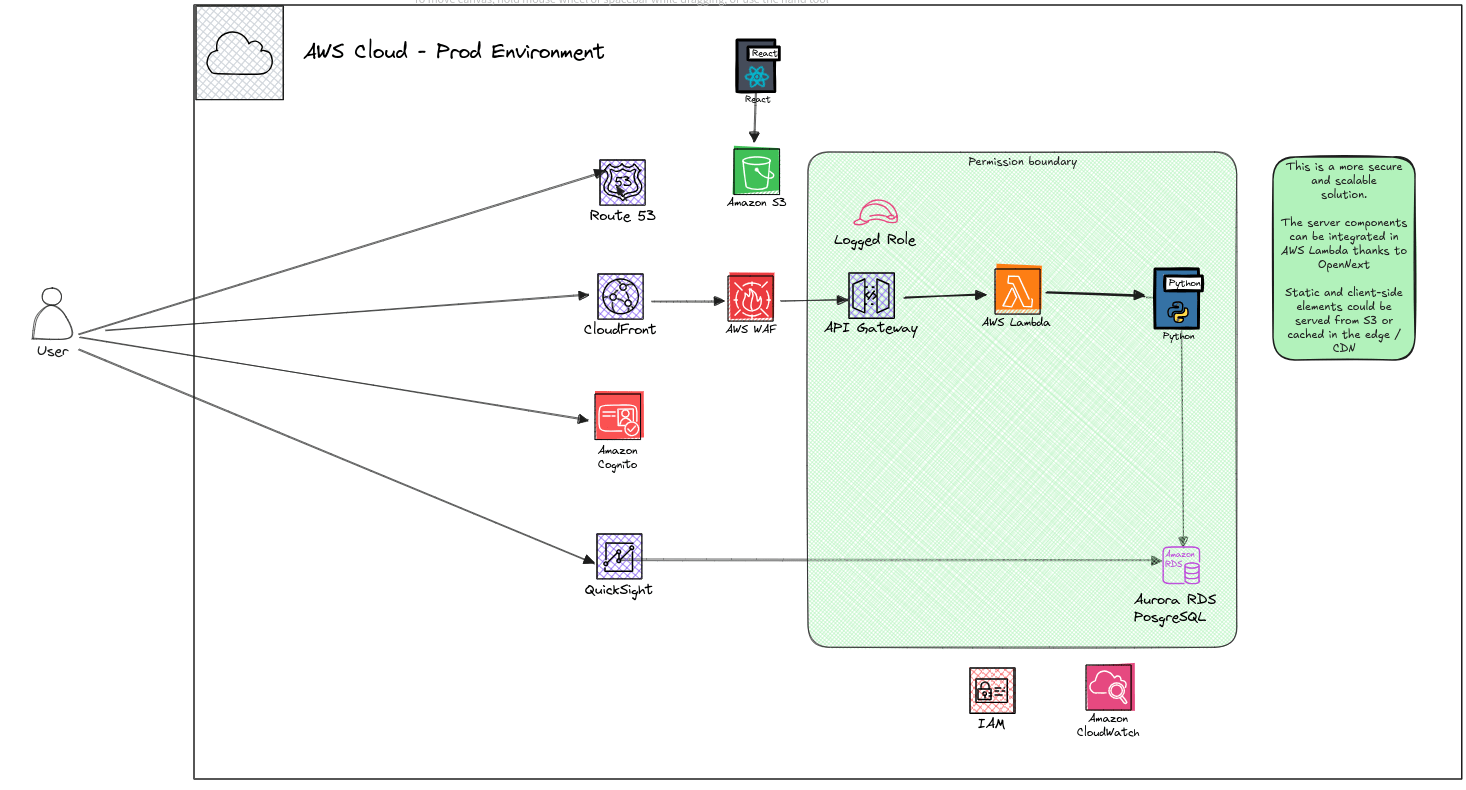 To move canvas, hold mouse wheel or spacebar while dragging, or use the hand tool
AWS Cloud - Prod Environment
React
React
53
Route 53
Amazon S3
Permission boundary
Logged Role
This is a more secure
and scalable
solution.
The server components
can be integrated in
AWS Lambda thanks to
OpenNext
Static and client-side
elements could be
served from S3 or
cached in the edge /
CDN
User
CloudFront
AWS WAF
API Gateway
AWS Lambda
Python
Python
Amazon
Cognito
QuickSight
Amazon
RDS
Aurora RDS
PosgreSQL
IAM
Amazon
CloudWatch